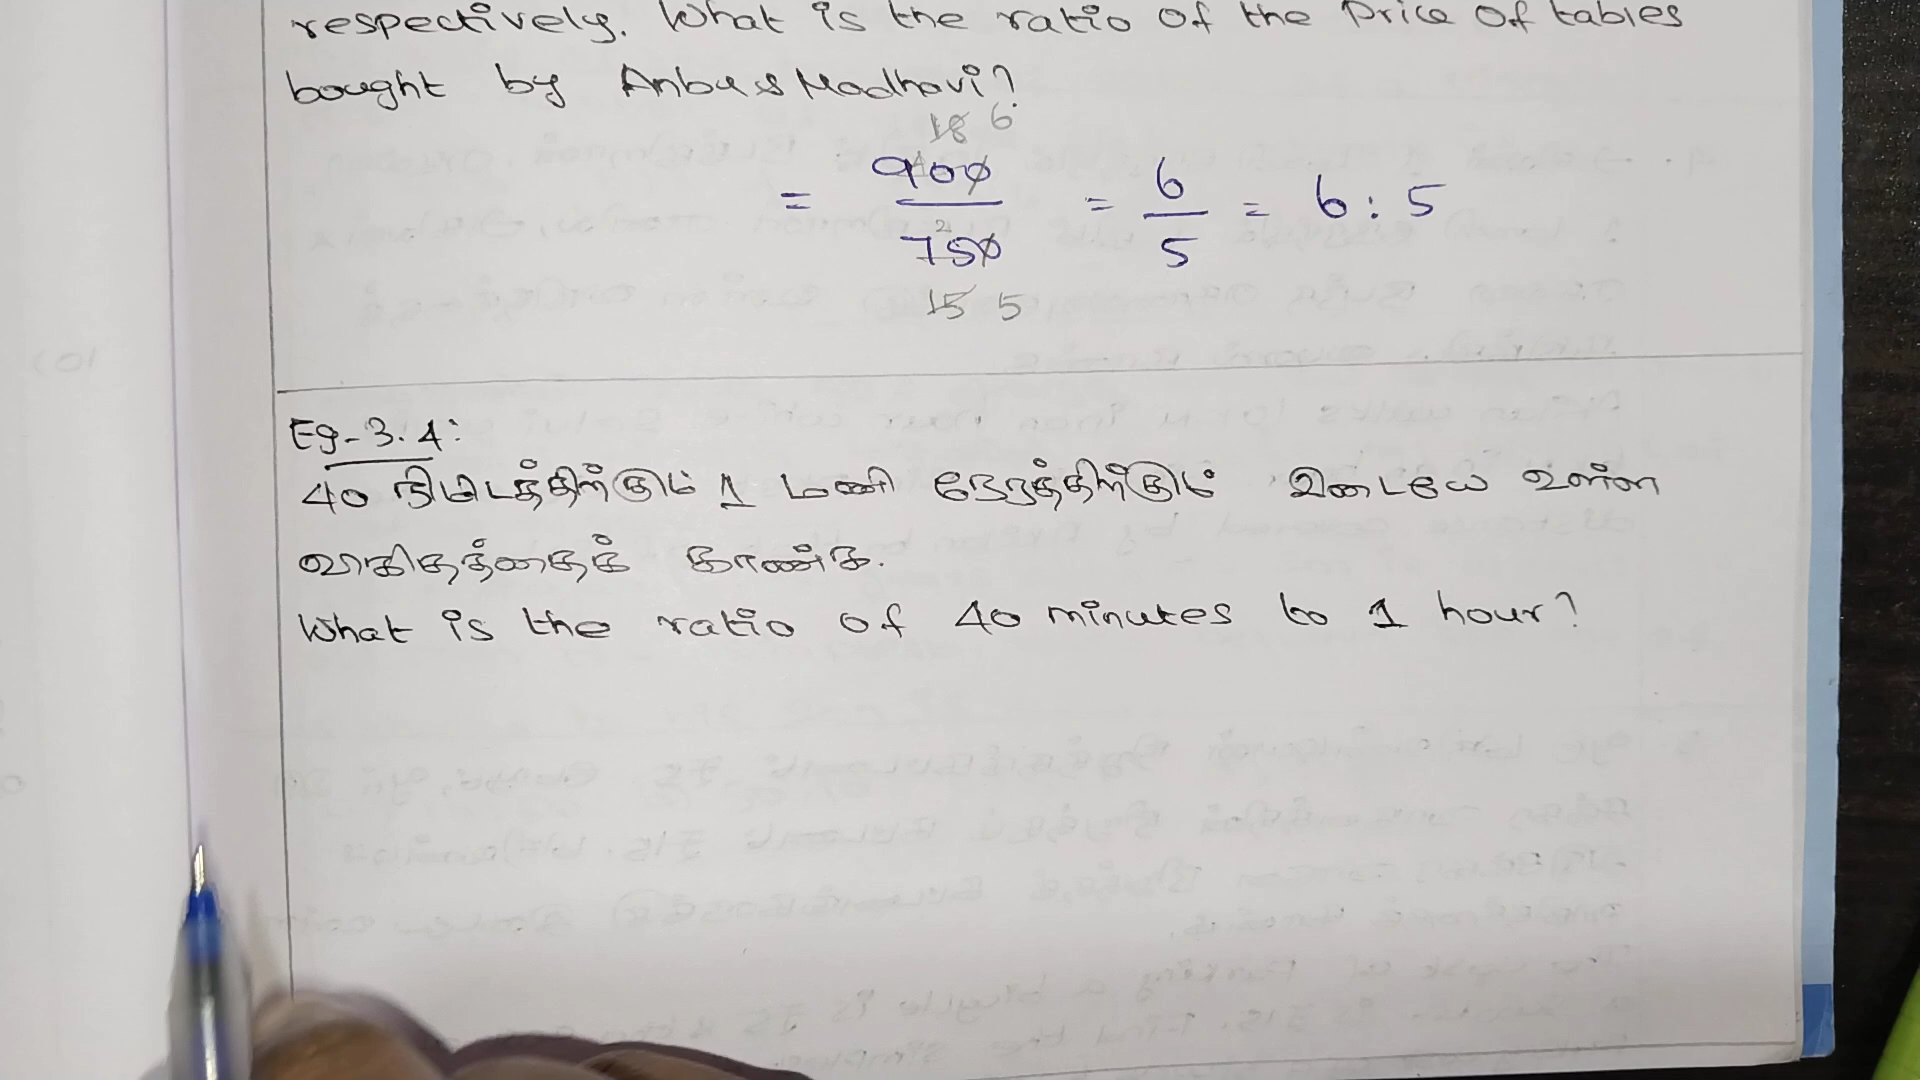 respectively. What is the ratio of the price of tables
bought by Anbu & Madhavi?
18 6
= 900/750 = 6/5 = 6:5
15 5
Eg-3.4:
40 நிமிடத்திற்கும் 1 மணி நேரத்திற்கும் இடையே உள்ள
வாகிதத்தைக் காண்க.
What is the ratio of 40 minutes to 1 hour?